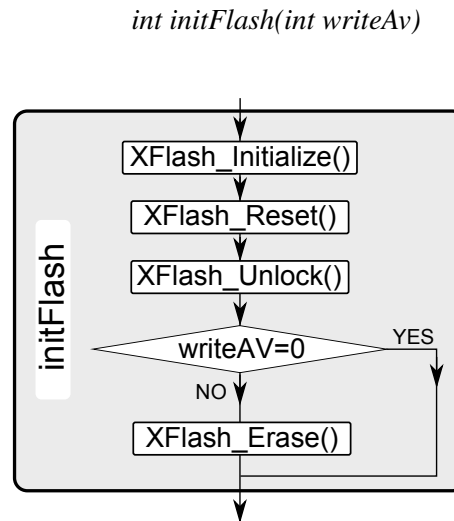 int initFlash(int writeAv)
XFlash_Initialize()
XFlash_Reset()
XFlash_Unlock()
initFlash
writeAV=0
YES
NO
XFlash_Erase()